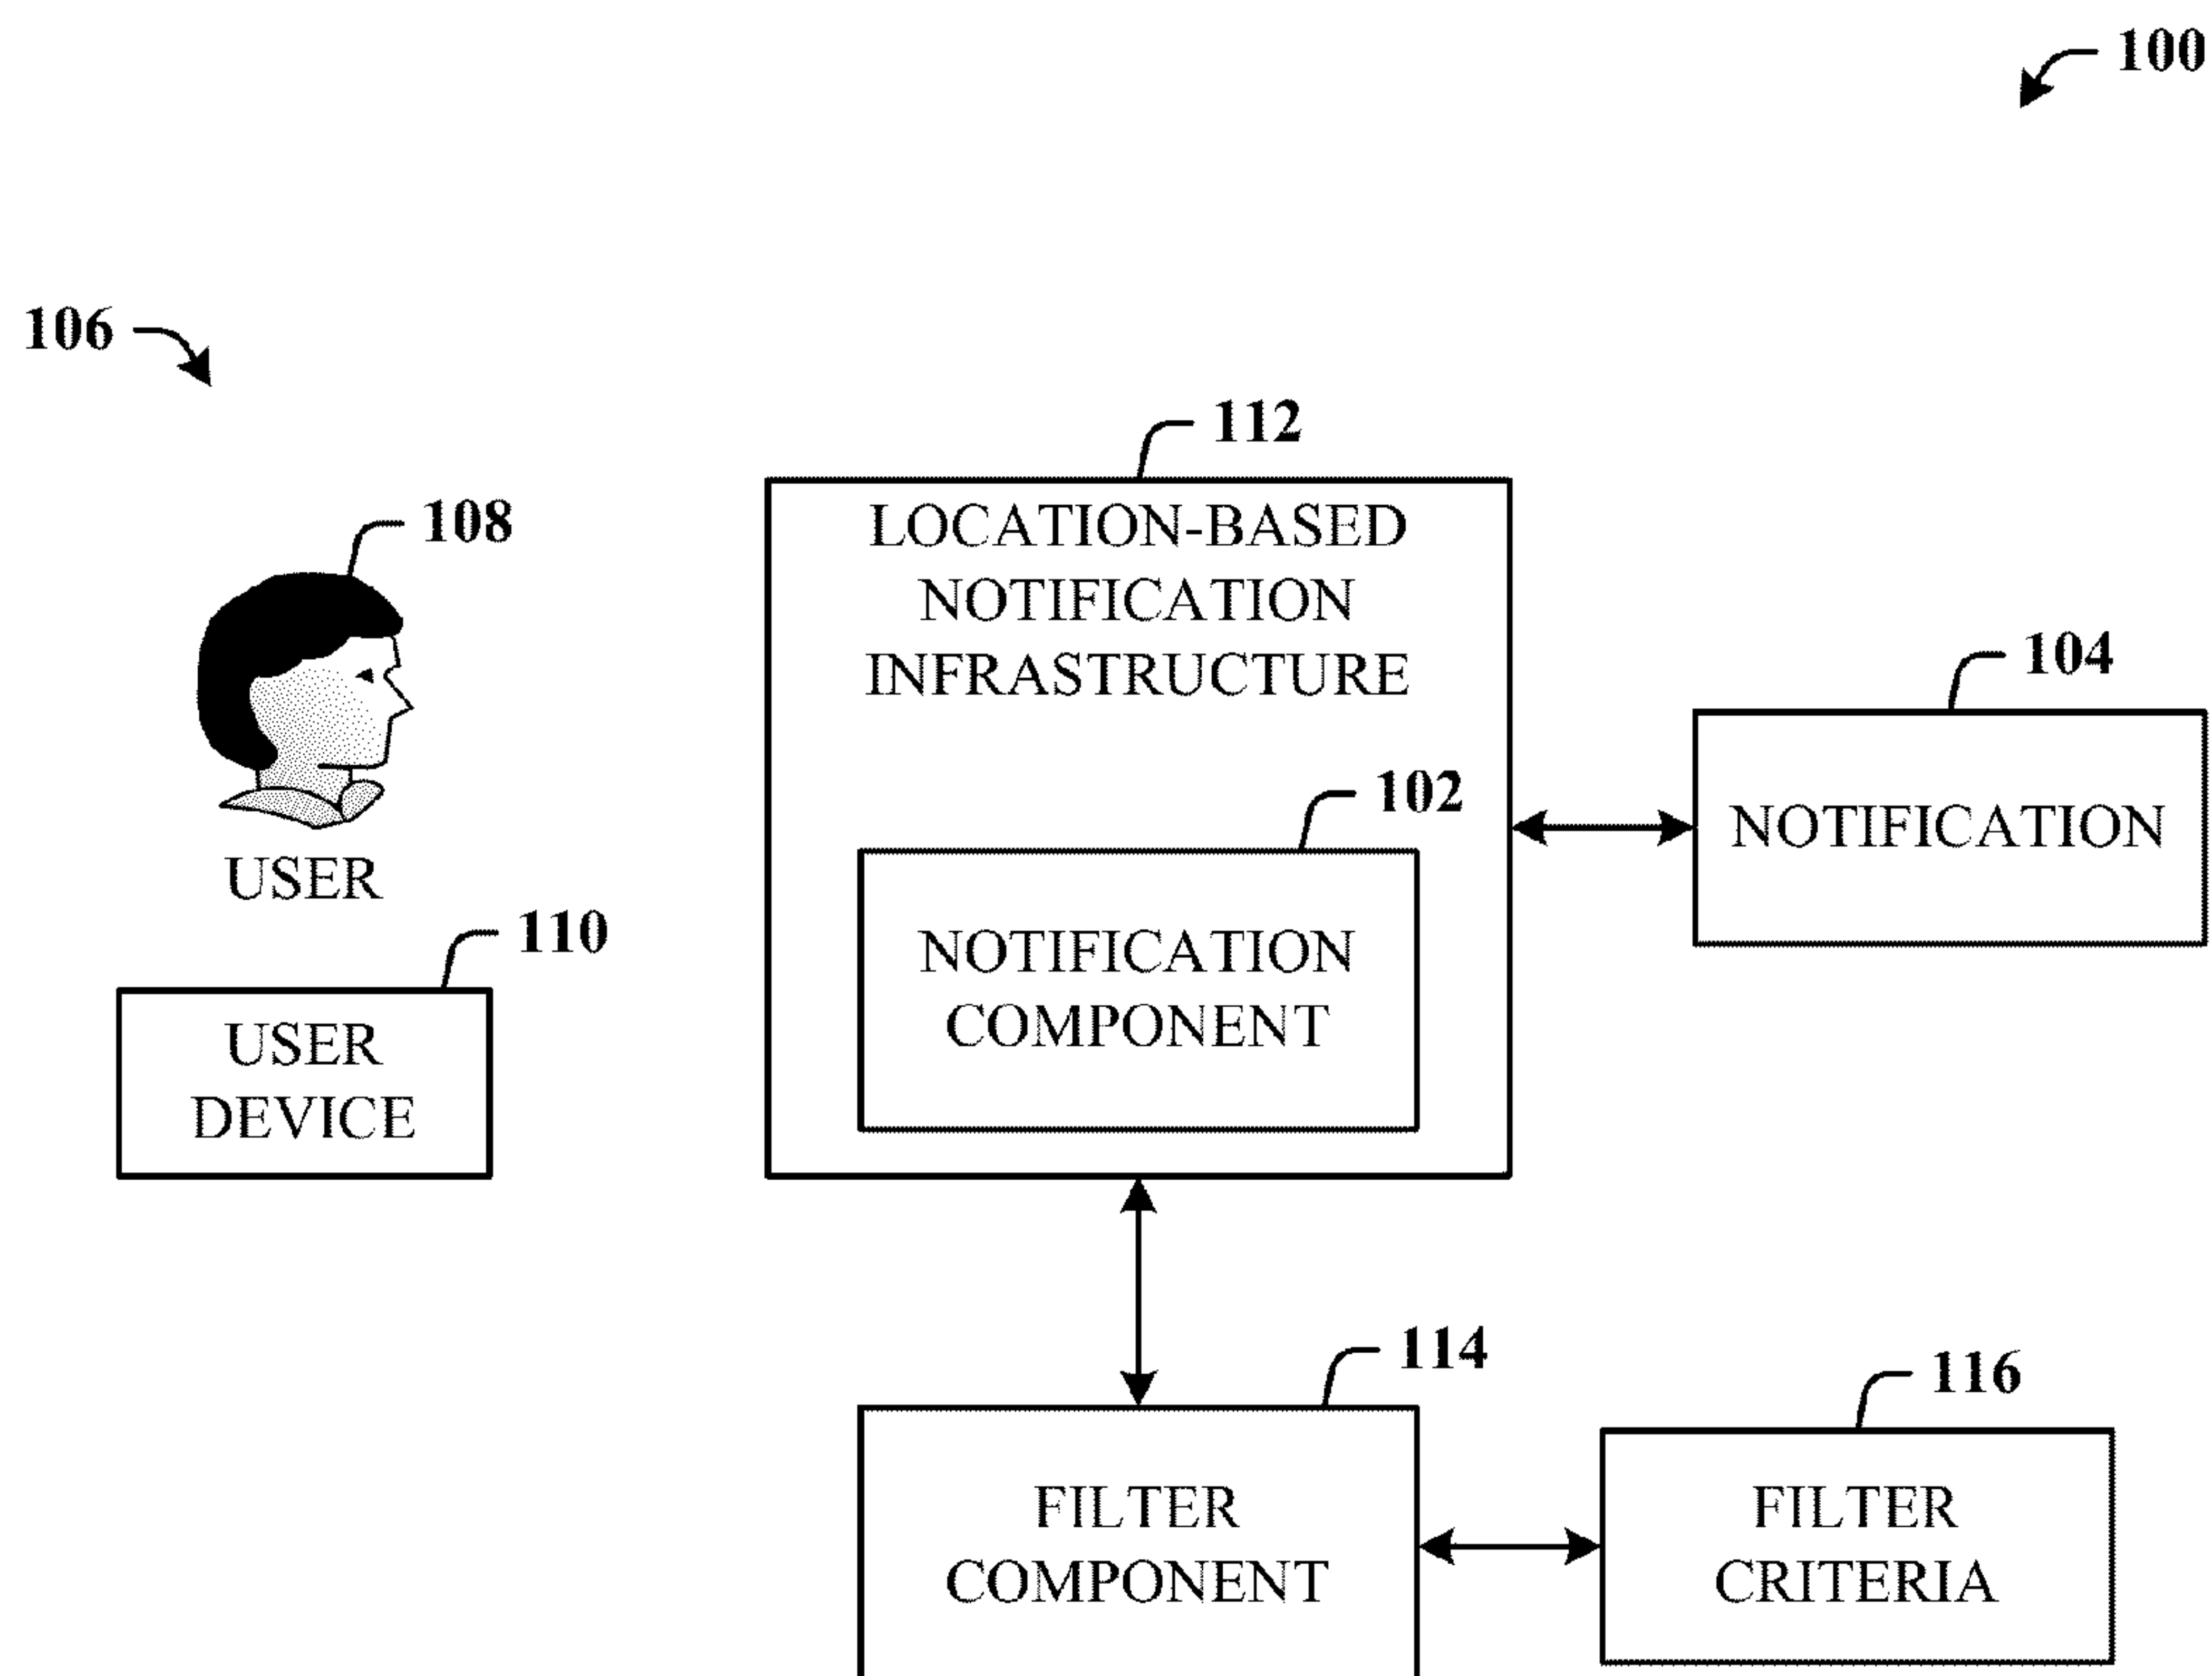 100
106
112
108
LOCATION-BASED
NOTIFICATION
INFRASTRUCTURE
104
102
NOTIFICATION
USER
110
NOTIFICATION
COMPONENT
USER
DEVICE
114
116
FILTER
COMPONENT
FILTER
CRITERIA